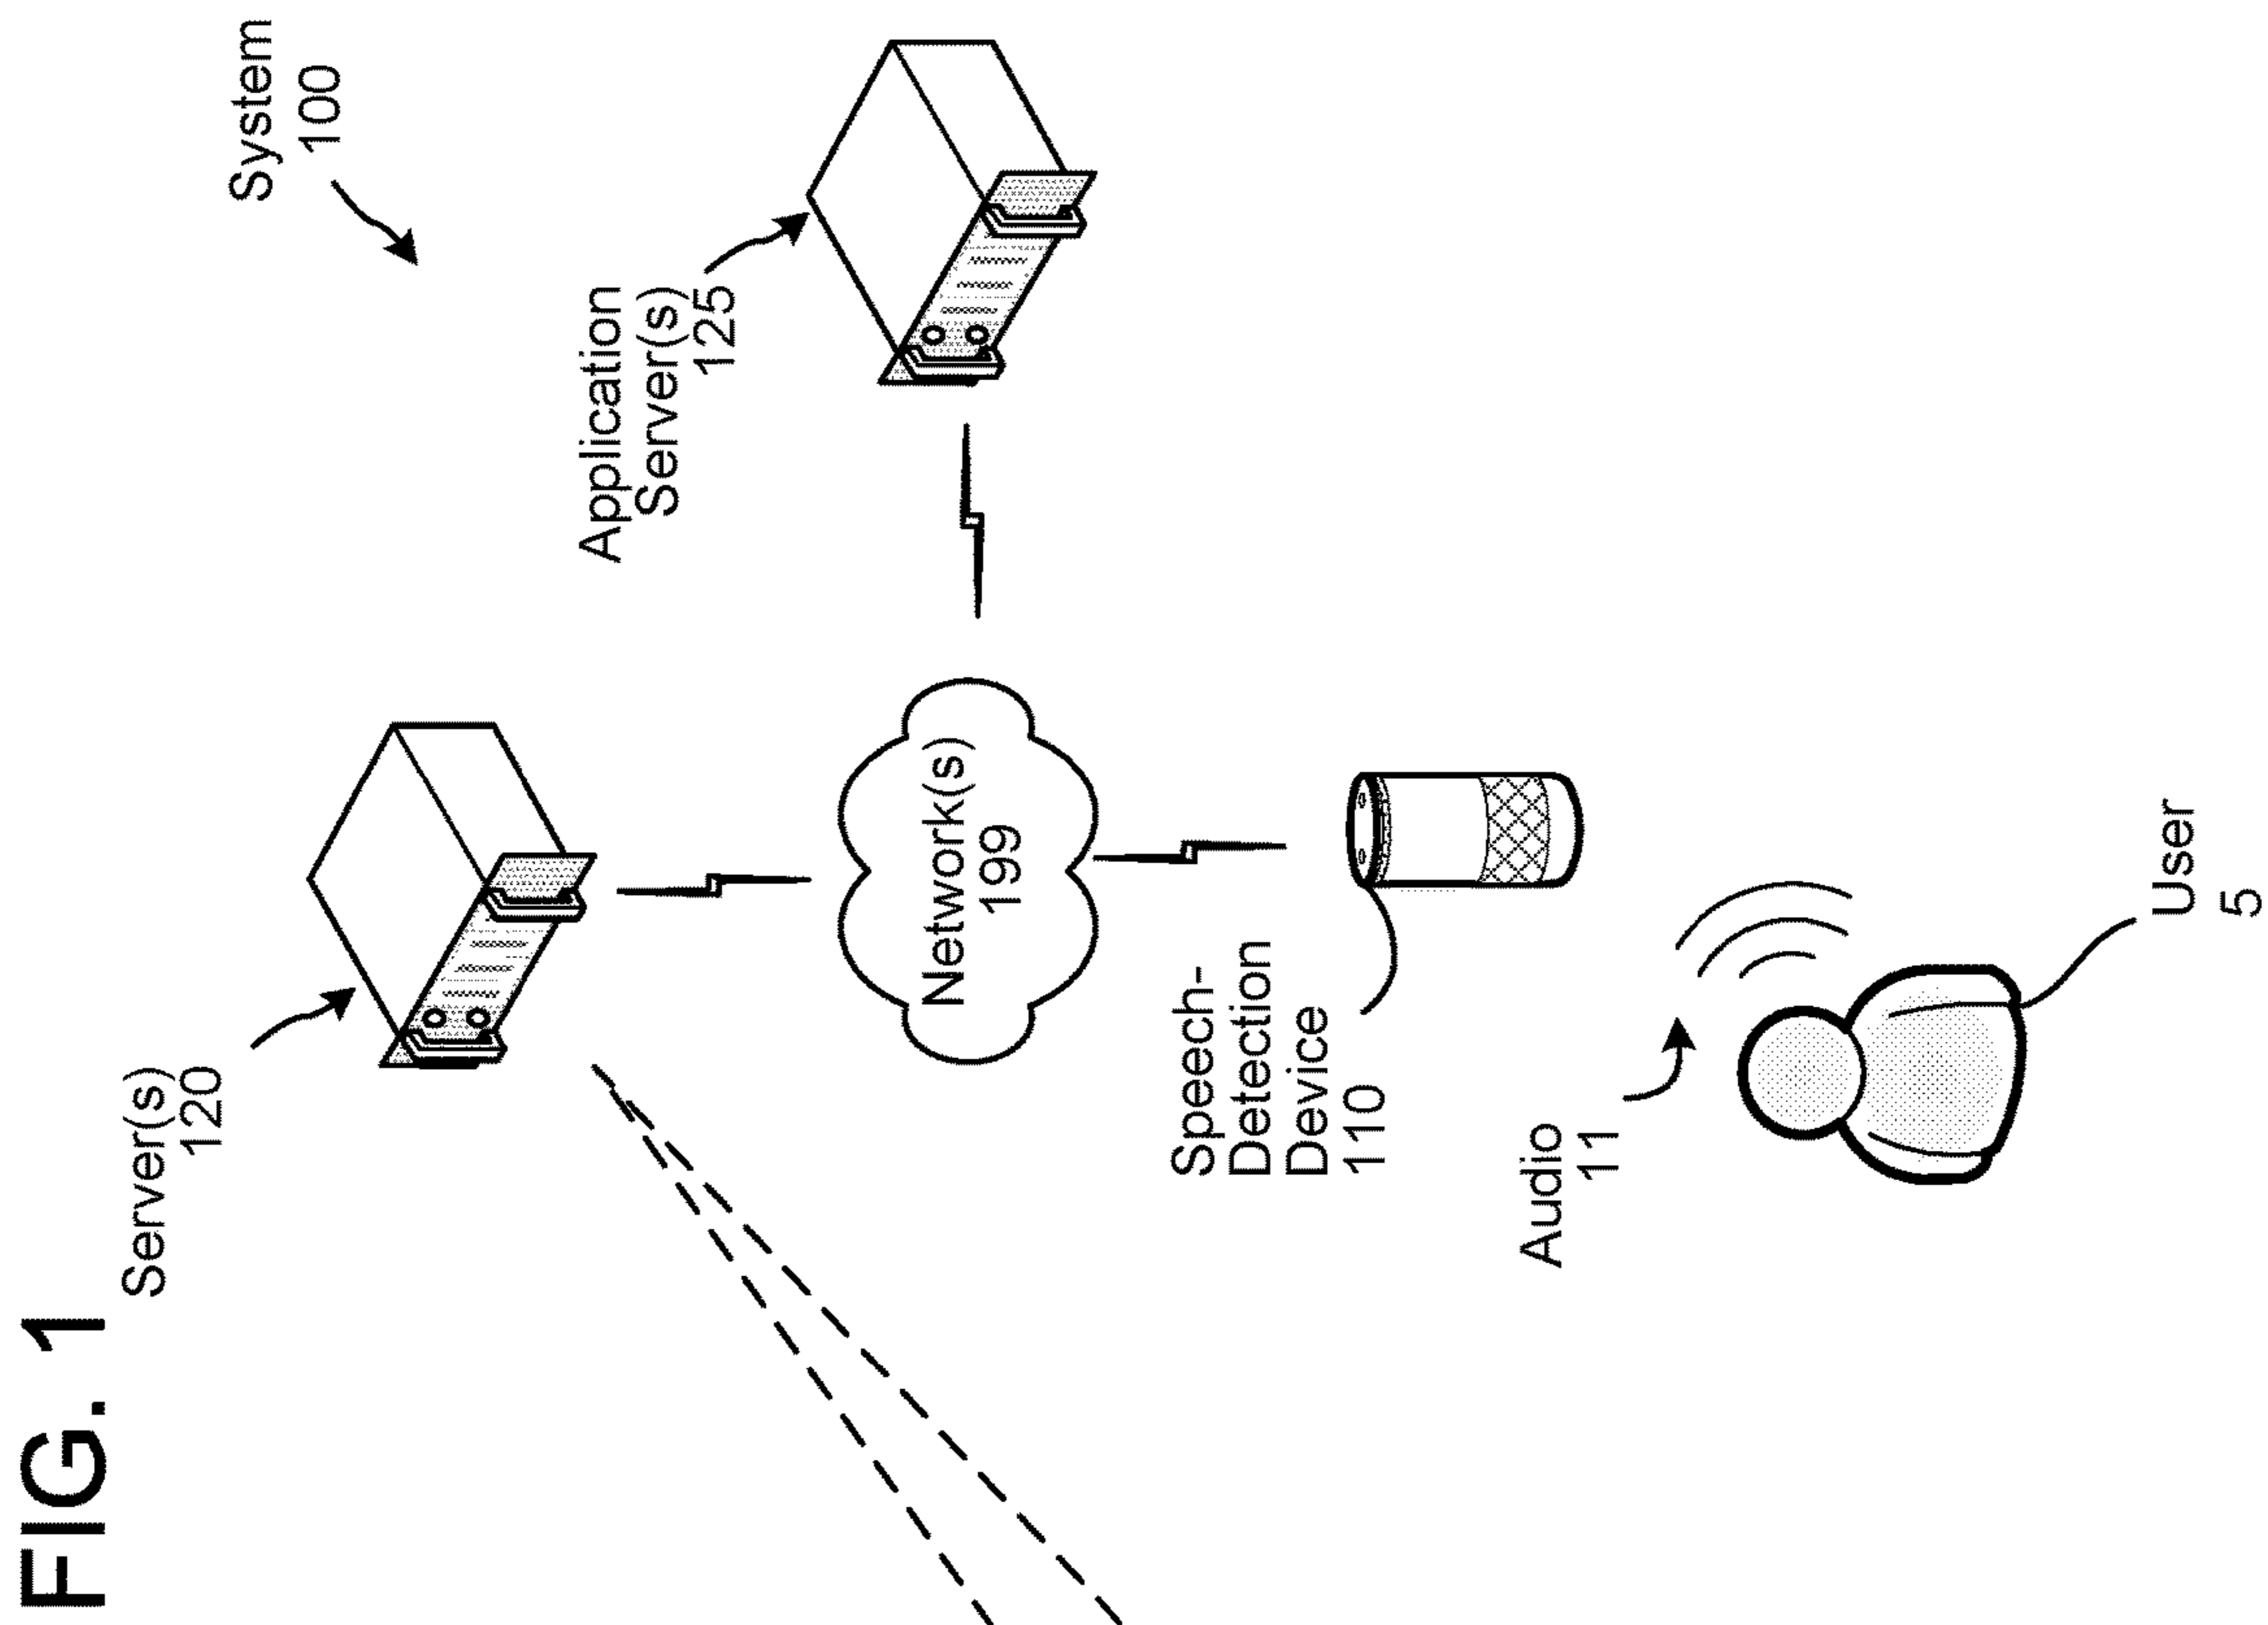 FIG. 1
System
100
Server(s)
120
Application
Server(s)
125
Network(s)
199
Speech-
Detection
Device
110
Audio
11
User
5